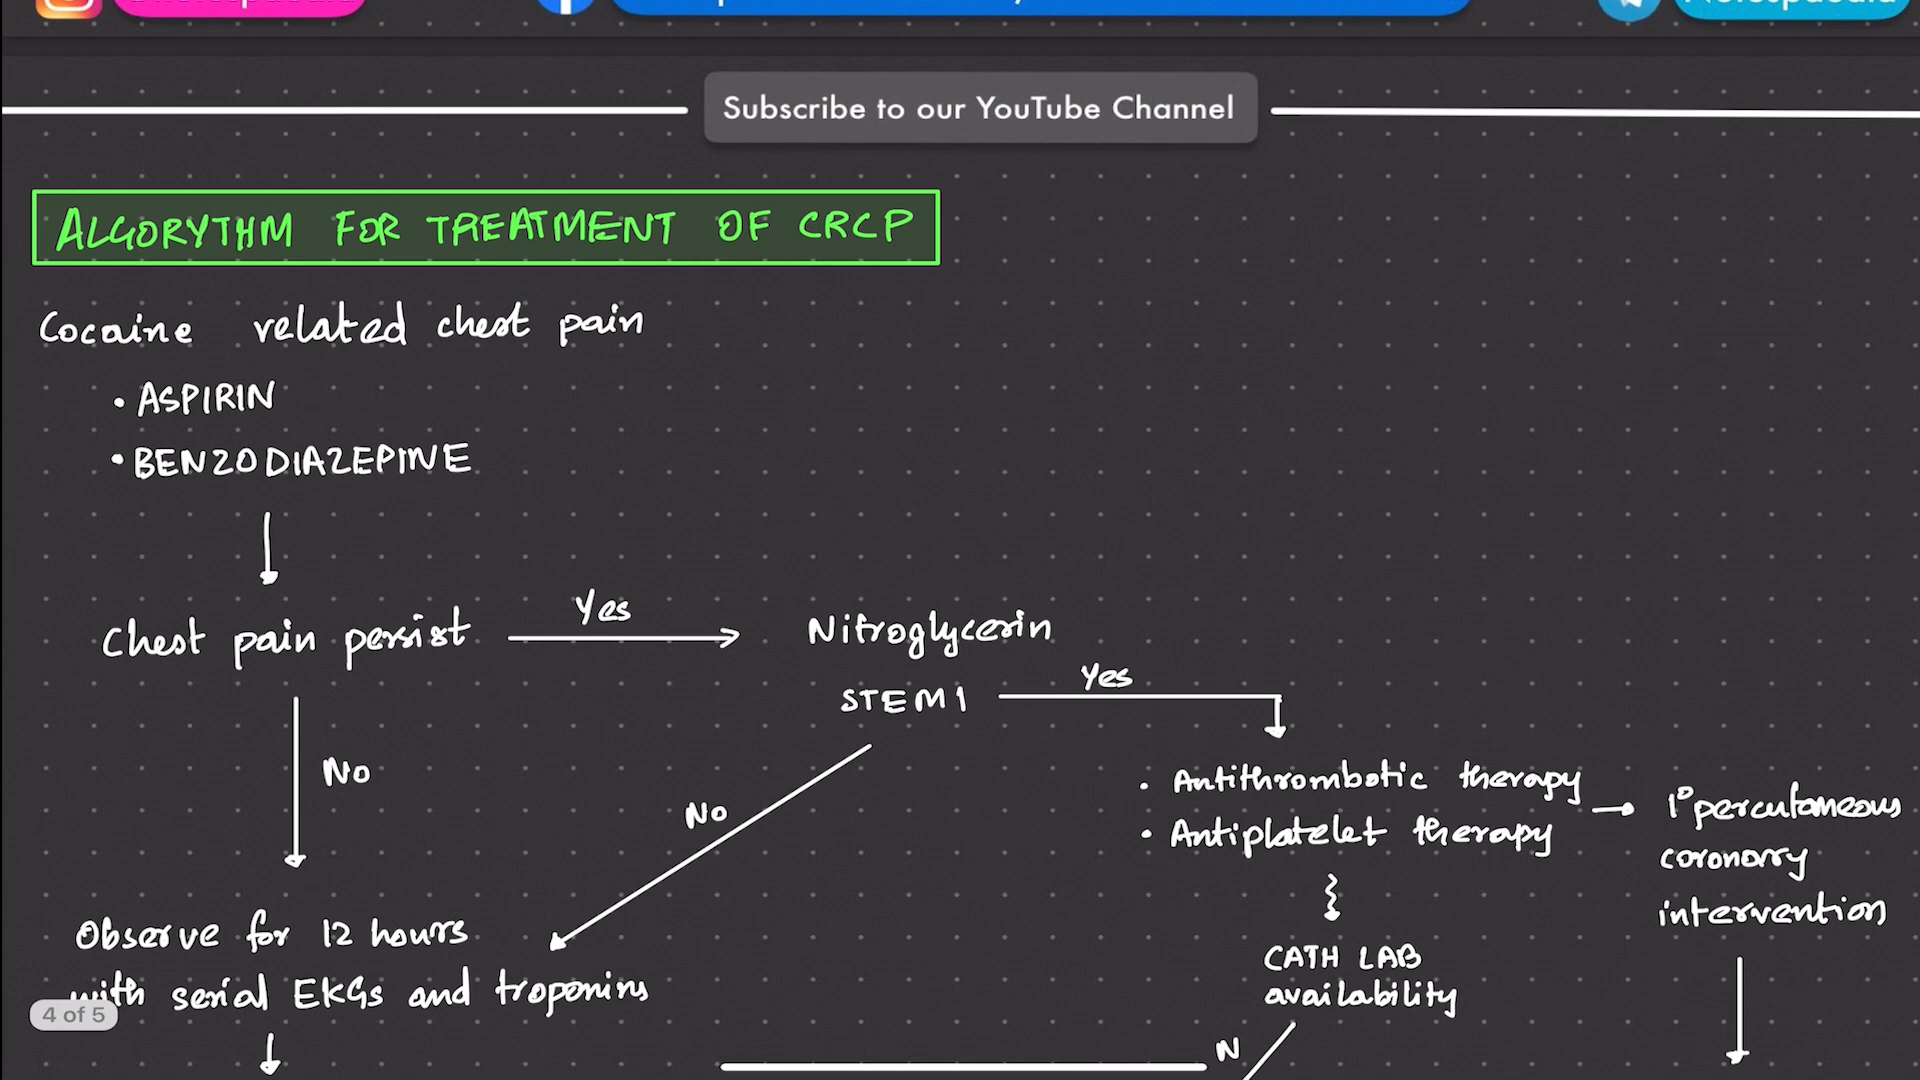 Subscribe to our YouTube Channel
ALGORYTHM FOR TREATMENT OF CRCP
Cocaine related chest pain
• ASPIRIN
• BENZODIAZEPINE
Chest pain persist
Yes
Nitroglycerin
STEMI
Yes
No
No
• Antithrombotic therapy
• Antiplatelet therapy
1° percutaneous
coronary
intervention
Observe for 12 hours
with serial EKGs and troponins
CATH LAB
availability
N
4 of 5